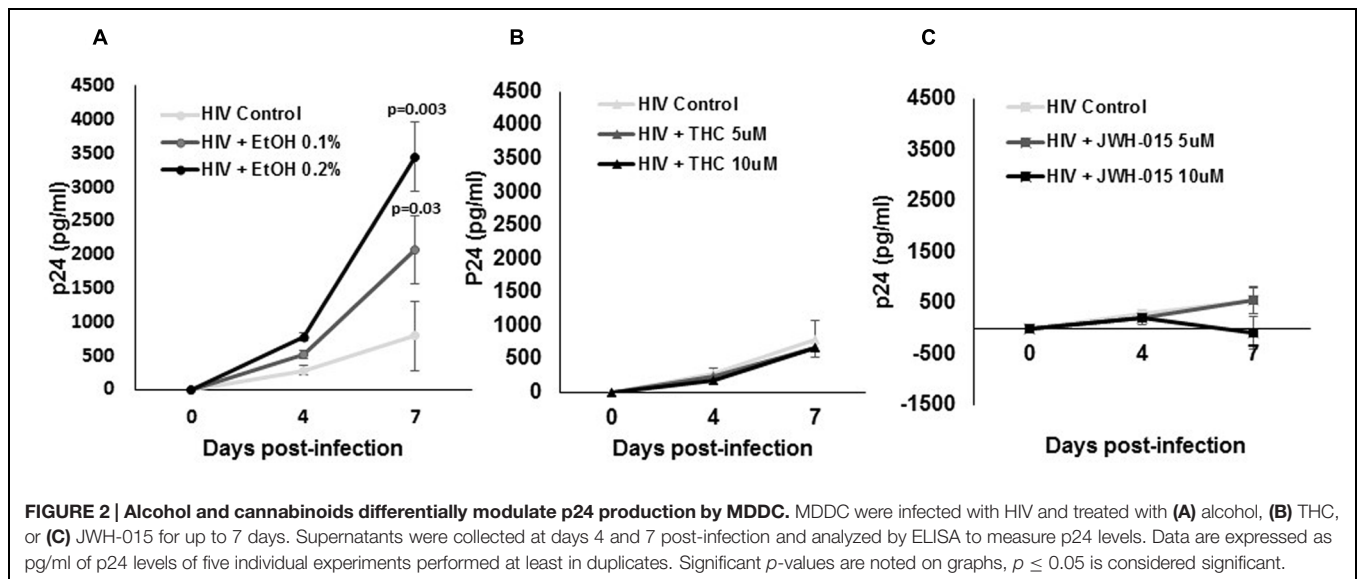 A
4500
4000
3500
3000
2500
2000
1500
1000
500
0
p24 (pg/ml)
HIV Control
HIV + EtOH 0.1%
HIV + EtOH 0.2%
p=0.003
p=0.03
0 4 7
Days post-infection
B
4500
4000
3500
3000
2500
2000
1500
1000
500
0
P24 (pg/ml)
HIV Control
HIV + THC 5uM
HIV + THC 10uM
0 4 7
Days post-infection
C
4500
3500
2500
1500
500
-500
-1500
p24 (pg/ml)
HIV Control
HIV + JWH-015 5uM
HIV + JWH-015 10uM
0 4 7
Days post-infection
FIGURE 2 | Alcohol and cannabinoids differentially modulate p24 production by MDDC. MDDC were infected with HIV and treated with (A) alcohol, (B) THC,
or (C) JWH-015 for up to 7 days. Supernatants were collected at days 4 and 7 post-infection and analyzed by ELISA to measure p24 levels. Data are expressed as
pg/ml of p24 levels of five individual experiments performed at least in duplicates. Significant p-values are noted on graphs, p ≤ 0.05 is considered significant.